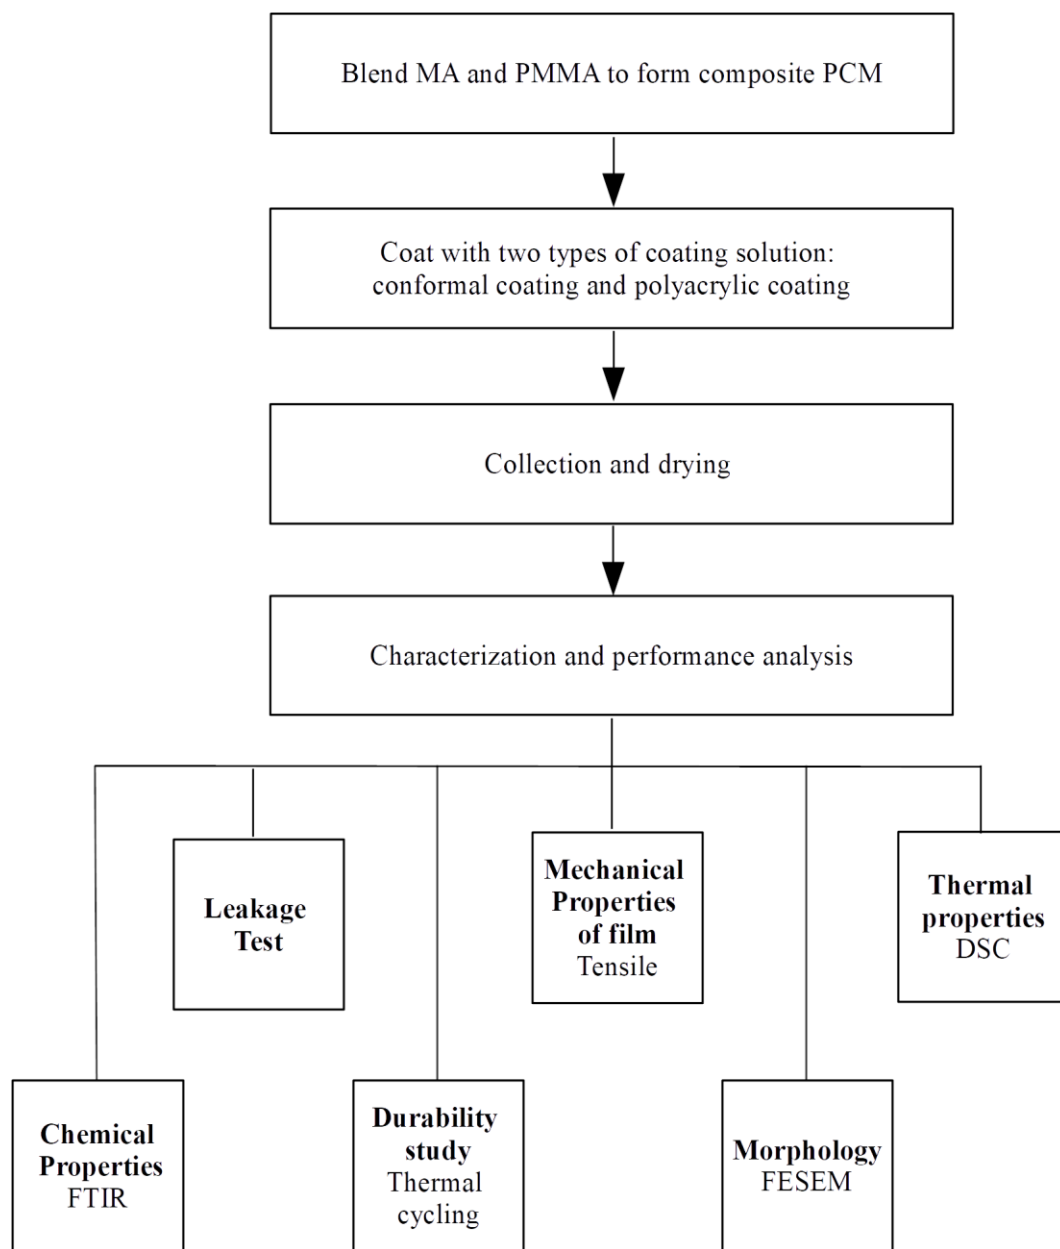 Blend MA and PMMA to form composite PCM
Coat with two types of coating solution:
conformal coating and polyacrylic coating
Collection and drying
Characterization and performance analysis
Leakage
Test
Mechanical
Properties
of film
Tensile
Thermal
properties
DSC
Chemical
Properties
FTIR
Durability
study
Thermal
cycling
Morphology
FESEM